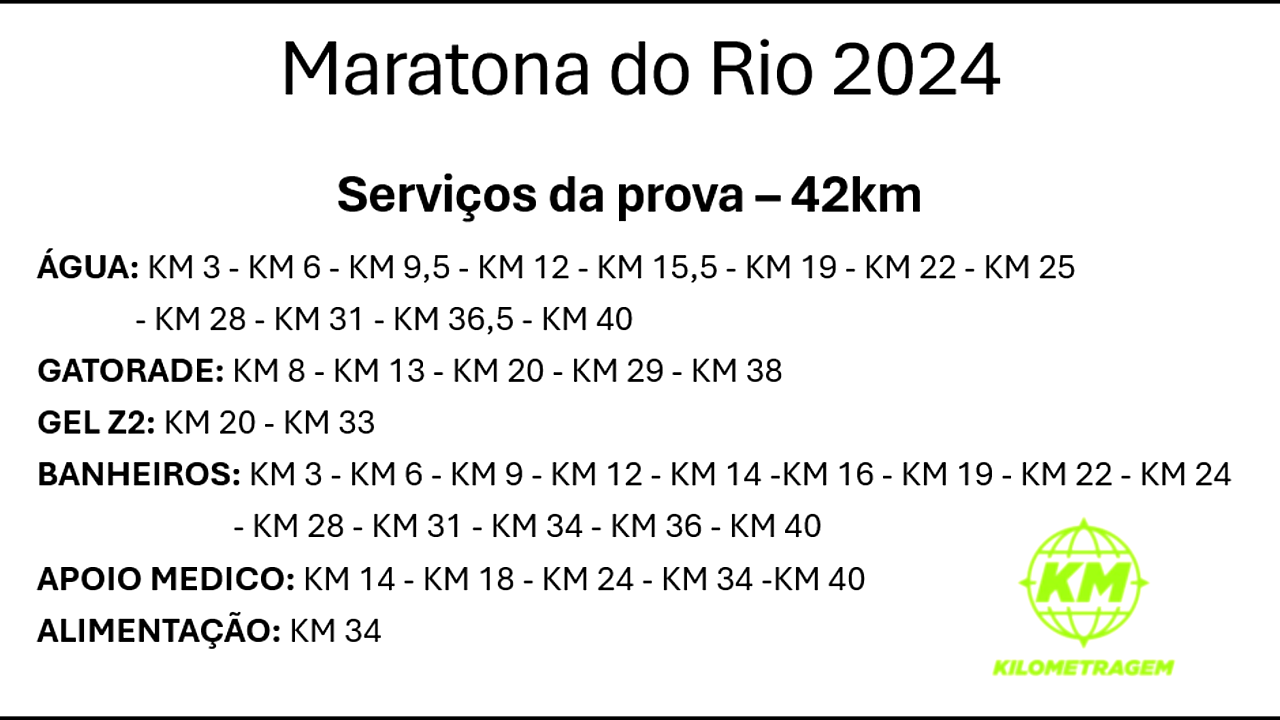 Maratona do Rio 2024
Serviços da prova – 42km
ÁGUA: KM 3 - KM 6 - KM 9,5 - KM 12 - KM 15,5 - KM 19 - KM 22 - KM 25
- KM 28 - KM 31 - KM 36,5 - KM 40
GATORADE: KM 8 - KM 13 - KM 20 - KM 29 - KM 38
GEL Z2: KM 20 - KM 33
BANHEIROS: KM 3 - KM 6 - KM 9 - KM 12 - KM 14 -KM 16 - KM 19 - KM 22 - KM 24
- KM 28 - KM 31 - KM 34 - KM 36 - KM 40
APOIO MEDICO: KM 14 - KM 18 - KM 24 - KM 34 -KM 40
ALIMENTAÇÃO: KM 34
KM
KILOMETRAGEM